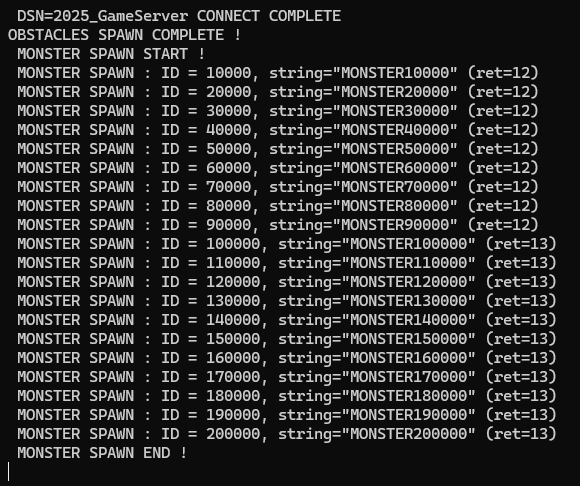 DSN=2025_GameServer CONNECT COMPLETE
OBSTACLES SPAWN COMPLETE !
MONSTER SPAWN START !
MONSTER SPAWN : ID = 10000, string="MONSTER10000" (ret=12)
MONSTER SPAWN : ID = 20000, string="MONSTER20000" (ret=12)
MONSTER SPAWN : ID = 30000, string="MONSTER30000" (ret=12)
MONSTER SPAWN : ID = 40000, string="MONSTER40000" (ret=12)
MONSTER SPAWN : ID = 50000, string="MONSTER50000" (ret=12)
MONSTER SPAWN : ID = 60000, string="MONSTER60000" (ret=12)
MONSTER SPAWN : ID = 70000, string="MONSTER70000" (ret=12)
MONSTER SPAWN : ID = 80000, string="MONSTER80000" (ret=12)
MONSTER SPAWN : ID = 90000, string="MONSTER90000" (ret=12)
MONSTER SPAWN : ID = 100000, string="MONSTER100000" (ret=13)
MONSTER SPAWN : ID = 110000, string="MONSTER110000" (ret=13)
MONSTER SPAWN : ID = 120000, string="MONSTER120000" (ret=13)
MONSTER SPAWN : ID = 130000, string="MONSTER130000" (ret=13)
MONSTER SPAWN : ID = 140000, string="MONSTER140000" (ret=13)
MONSTER SPAWN : ID = 150000, string="MONSTER150000" (ret=13)
MONSTER SPAWN : ID = 160000, string="MONSTER160000" (ret=13)
MONSTER SPAWN : ID = 170000, string="MONSTER170000" (ret=13)
MONSTER SPAWN : ID = 180000, string="MONSTER180000" (ret=13)
MONSTER SPAWN : ID = 190000, string="MONSTER190000" (ret=13)
MONSTER SPAWN : ID = 200000, string="MONSTER200000" (ret=13)
MONSTER SPAWN END !